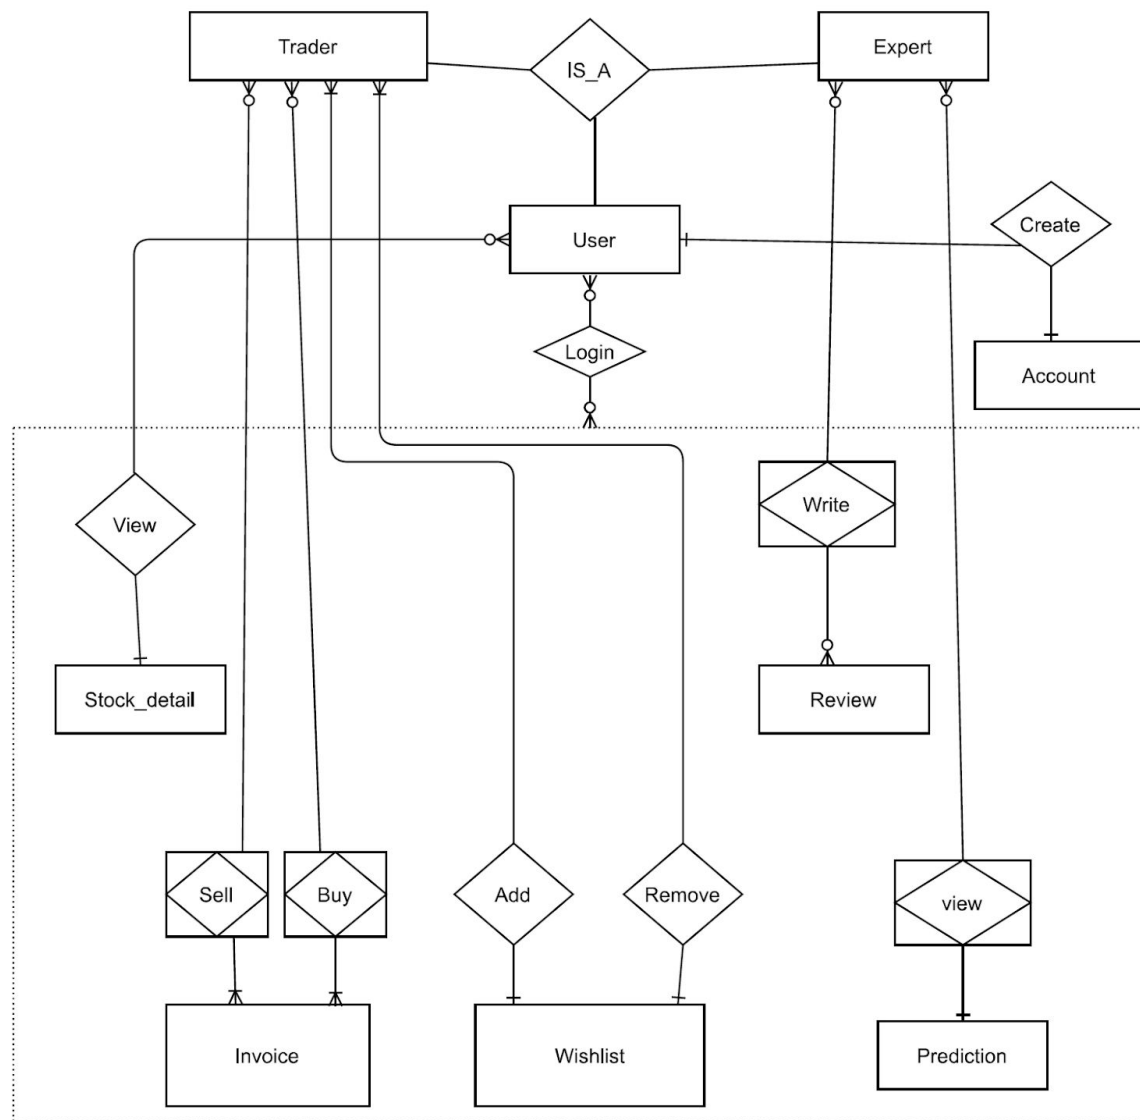 Trader
IS_A
Expert
User
Create
Login
Account
View
Write
Stock_detail
Review
Sell
Buy
Add
Remove
view
Invoice
Wishlist
Prediction